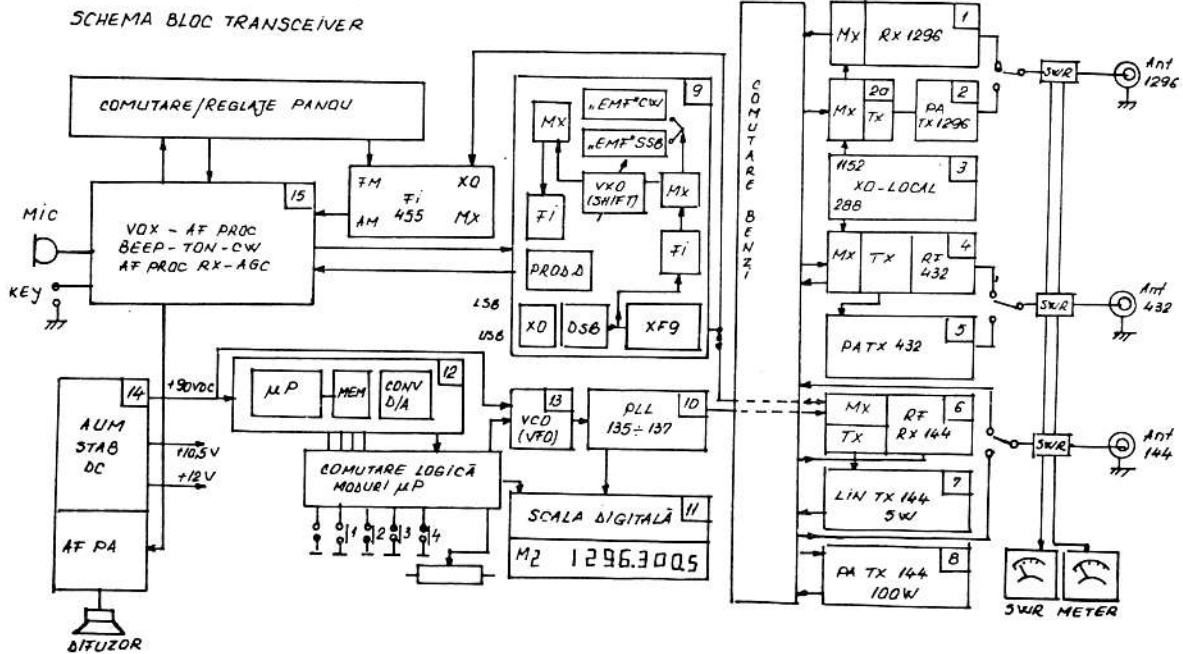 SCHEMA BLOC TRANSCEIVER
COMUTARE/REGLAJE PANOU
15
VOX - AF PROC
BEEP-TON-CW
AF PROC RX-AGC
MIC
KEY
FM XO
Fi
455
AM MX
9
MX
„EMF"CW
„EMF"SSB
VXO
(SHIFT)
MX
Fi
Fi
PROD D
LSB
USB
XO
DSB
XF9
14
AUM
STAB
DC
+90VDC
+10,5V
+12V
AF PA
DIFUZOR
12
µP
MEM
CONV
D/A
COMUTARE LOGICĂ
MODURI µP
1
2
3
4
13
VCO
(VFO)
10
PLL
135÷137
11
SCALA DIGITALĂ
MZ 1296.300,5
COMUTARE BENZI
1
MX RX 1296
2a
MX TX
2
PA
TX 1296
1152 3
XO-LOCAL
288
4
MX TX RF
432
5
PA TX 432
6
MX RF
RX 144
TX
7
LIN TX 144
5W
8
PA TX 144
100W
SWR
Ant
1296
SWR
Ant
432
SWR
Ant
144
SWR METER